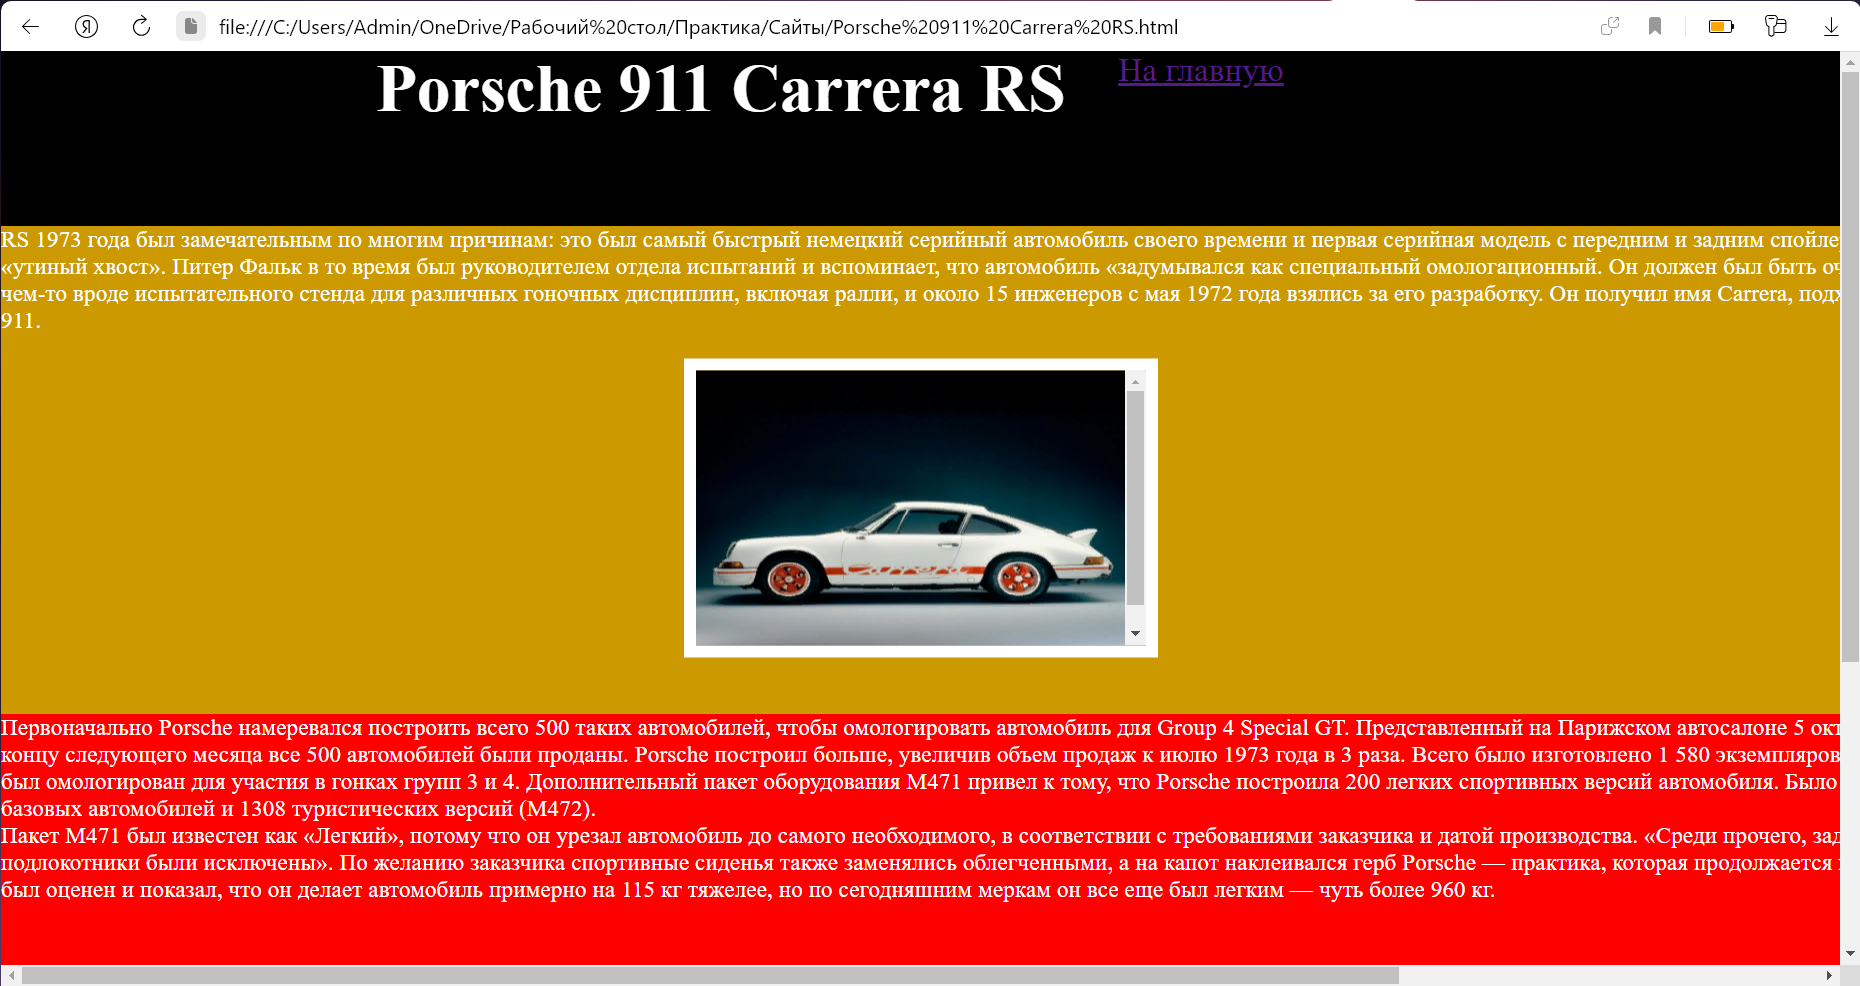 file:///C:/Users/Admin/OneDrive/Рабочий%20стол/Практика/Сайты/Porsche%20911%20Carrera%20RS.html
Porsche 911 Carrera RS
На главную
RS 1973 года был замечательным по многим причинам: это был самый быстрый немецкий серийный автомобиль своего времени и первая серийная модель с передним и задним
«утиный хвост». Питер Фальк в то время был руководителем отдела испытаний и вспоминает, что автомобиль «задумывался как специальный омологационный. Он должен был быть
чем-то вроде испытательного стенда для различных гоночных дисциплин, включая ралли, и около 15 инженеров с мая 1972 года взялись за его разработку. Он получил имя Carrera,
911.
Carrera
Первоначально Porsche намеревался построить всего 500 таких автомобилей, чтобы омологировать автомобиль для Group 4 Special GT. Представленный на Парижском автосалоне 5
концу следующего месяца все 500 автомобилей были проданы. Porsche построил больше, увеличив объем продаж к июлю 1973 года в 3 раза. Всего было изготовлено 1 580 экземпляров
был омологирован для участия в гонках групп 3 и 4. Дополнительный пакет оборудования M471 привел к тому, что Porsche построила 200 легких спортивных версий автомобиля. Было
базовых автомобилей и 1308 туристических версий (M472).
Пакет M471 был известен как «Легкий», потому что он урезал автомобиль до самого необходимого, в соответствии с требованиями заказчика и датой производства. «Среди прочего,
подлокотники были исключены». По желанию заказчика спортивные сиденья также заменялись облегченными, а на капот наклеивался герб Porsche — практика, которая продолжается
был оценен и показал, что он делает автомобиль примерно на 115 кг тяжелее, но по сегодняшним меркам он все еще был легким — чуть более 960 кг.